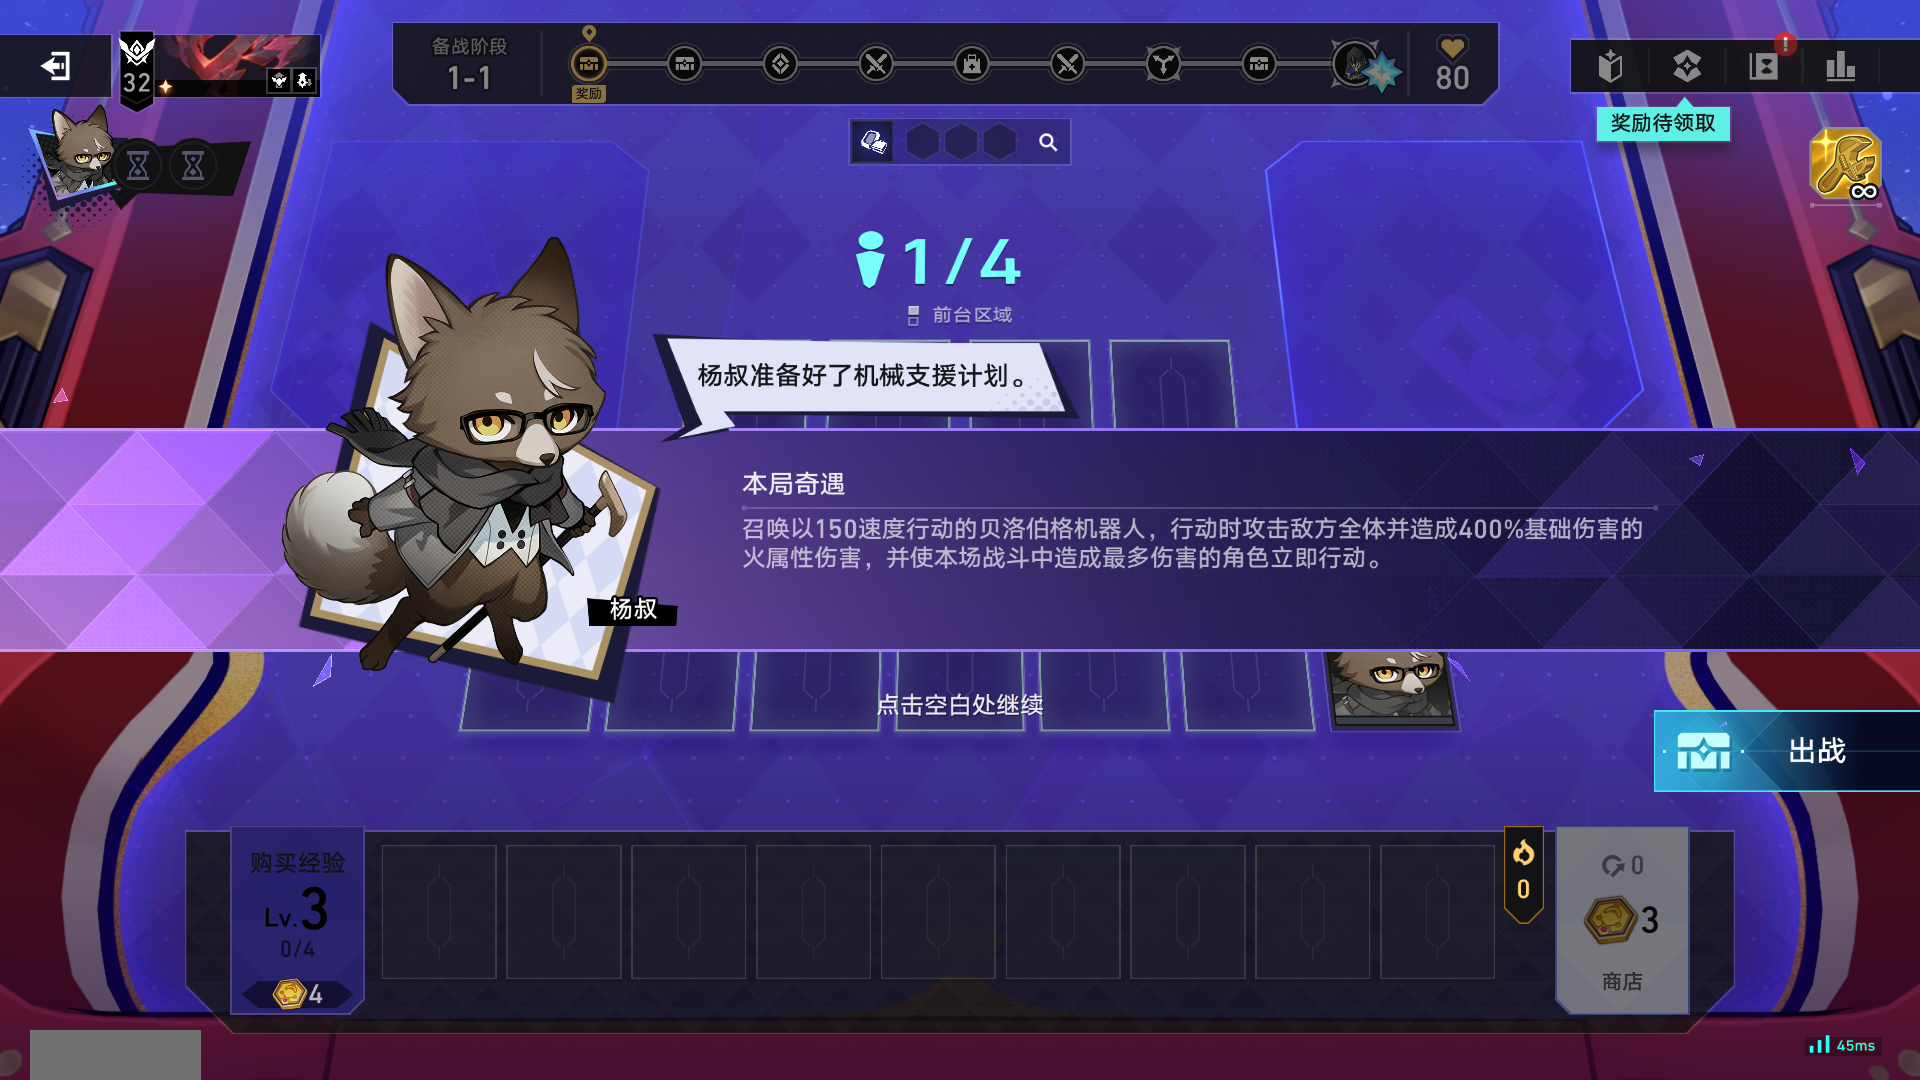 备战阶段
1-1
奖励
80
32
奖励待领取
1/4
前台区域
杨叔准备好了机械支援计划。
本局奇遇
召唤以150速度行动的贝洛伯格机器人，行动时攻击敌方全体并造成400%基础伤害的
火属性伤害，并使本场战斗中造成最多伤害的角色立即行动。
杨叔
点击空白处继续
出战
购买经验
Lv.3
0/4
4
0
0
3
商店
45ms